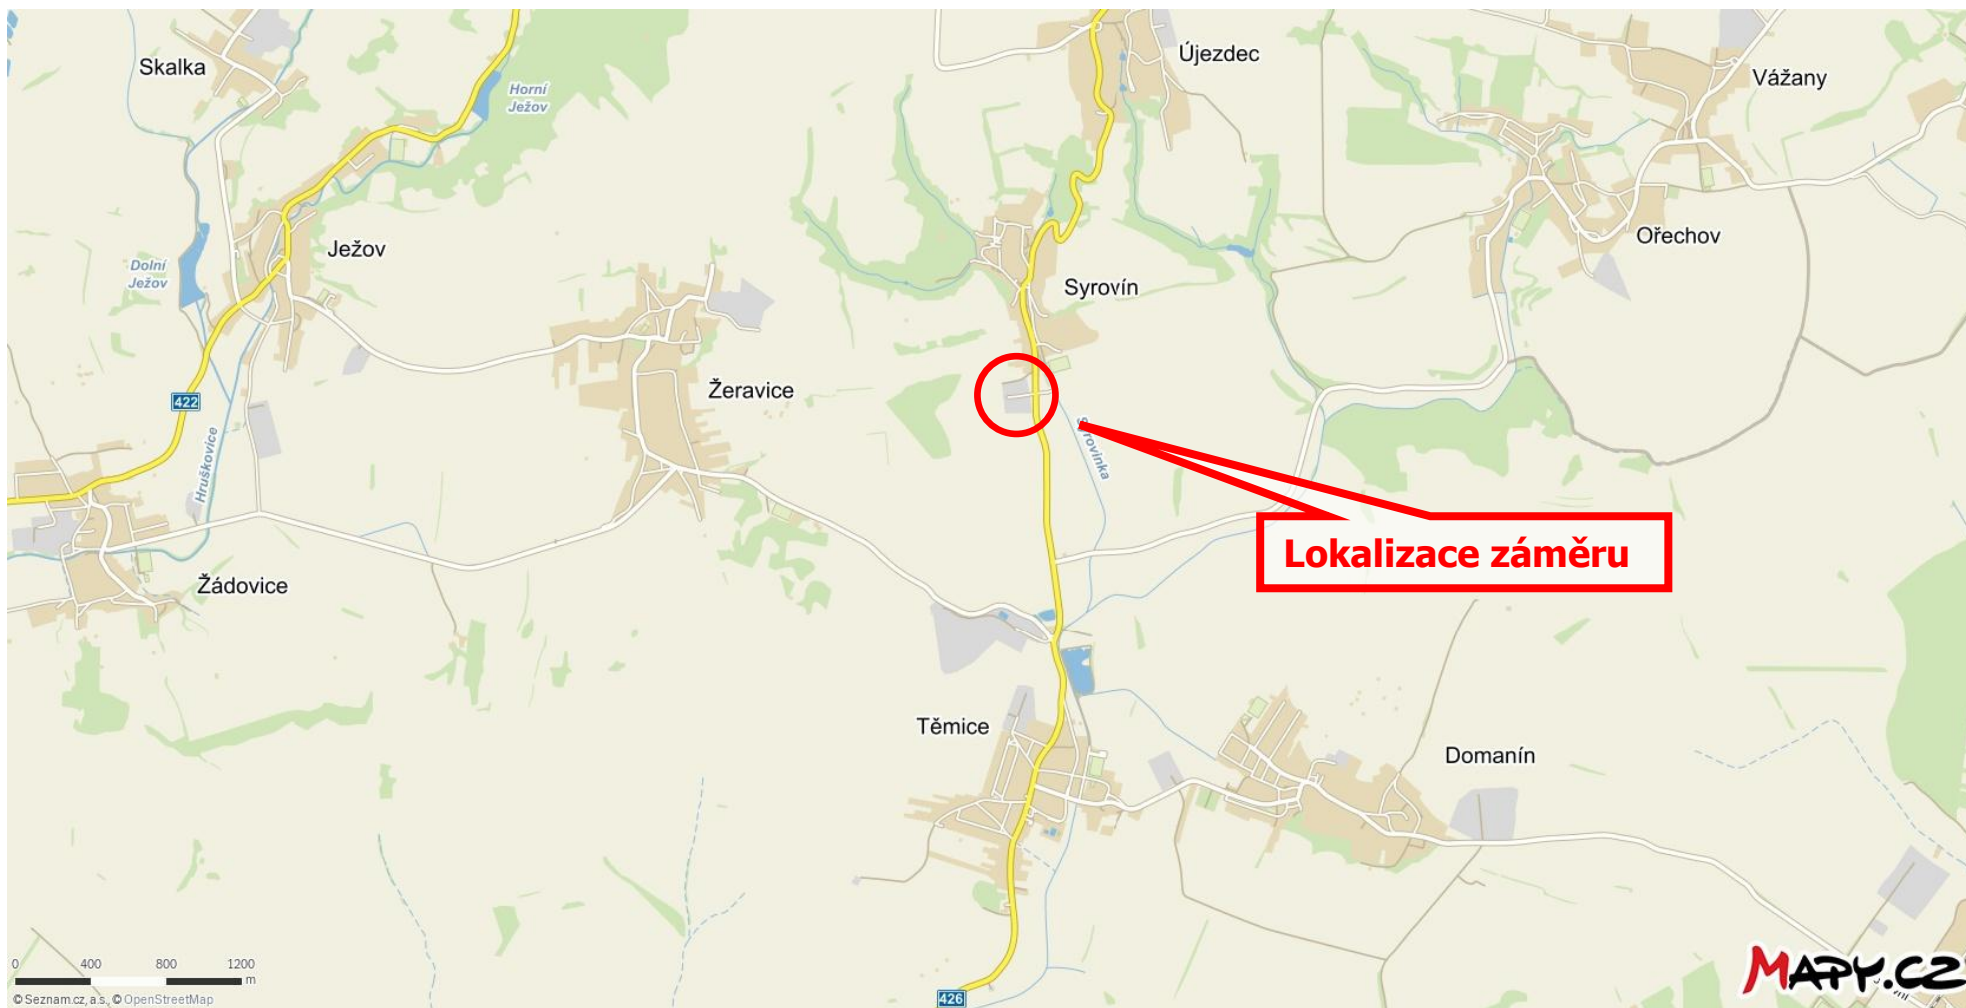 Skalka
Horní
Ježov
Újezdec
Vážany
Ježov
Dolní
Ježov
Ořechov
Syrovín
Žeravice
422
Hruškovice
Syrovinka
Lokalizace záměru
Žádovice
Těmice
Domanín
0 400 800 1200
m
© Seznam.cz, a.s., © OpenStreetMap
426
MAPY.CZ